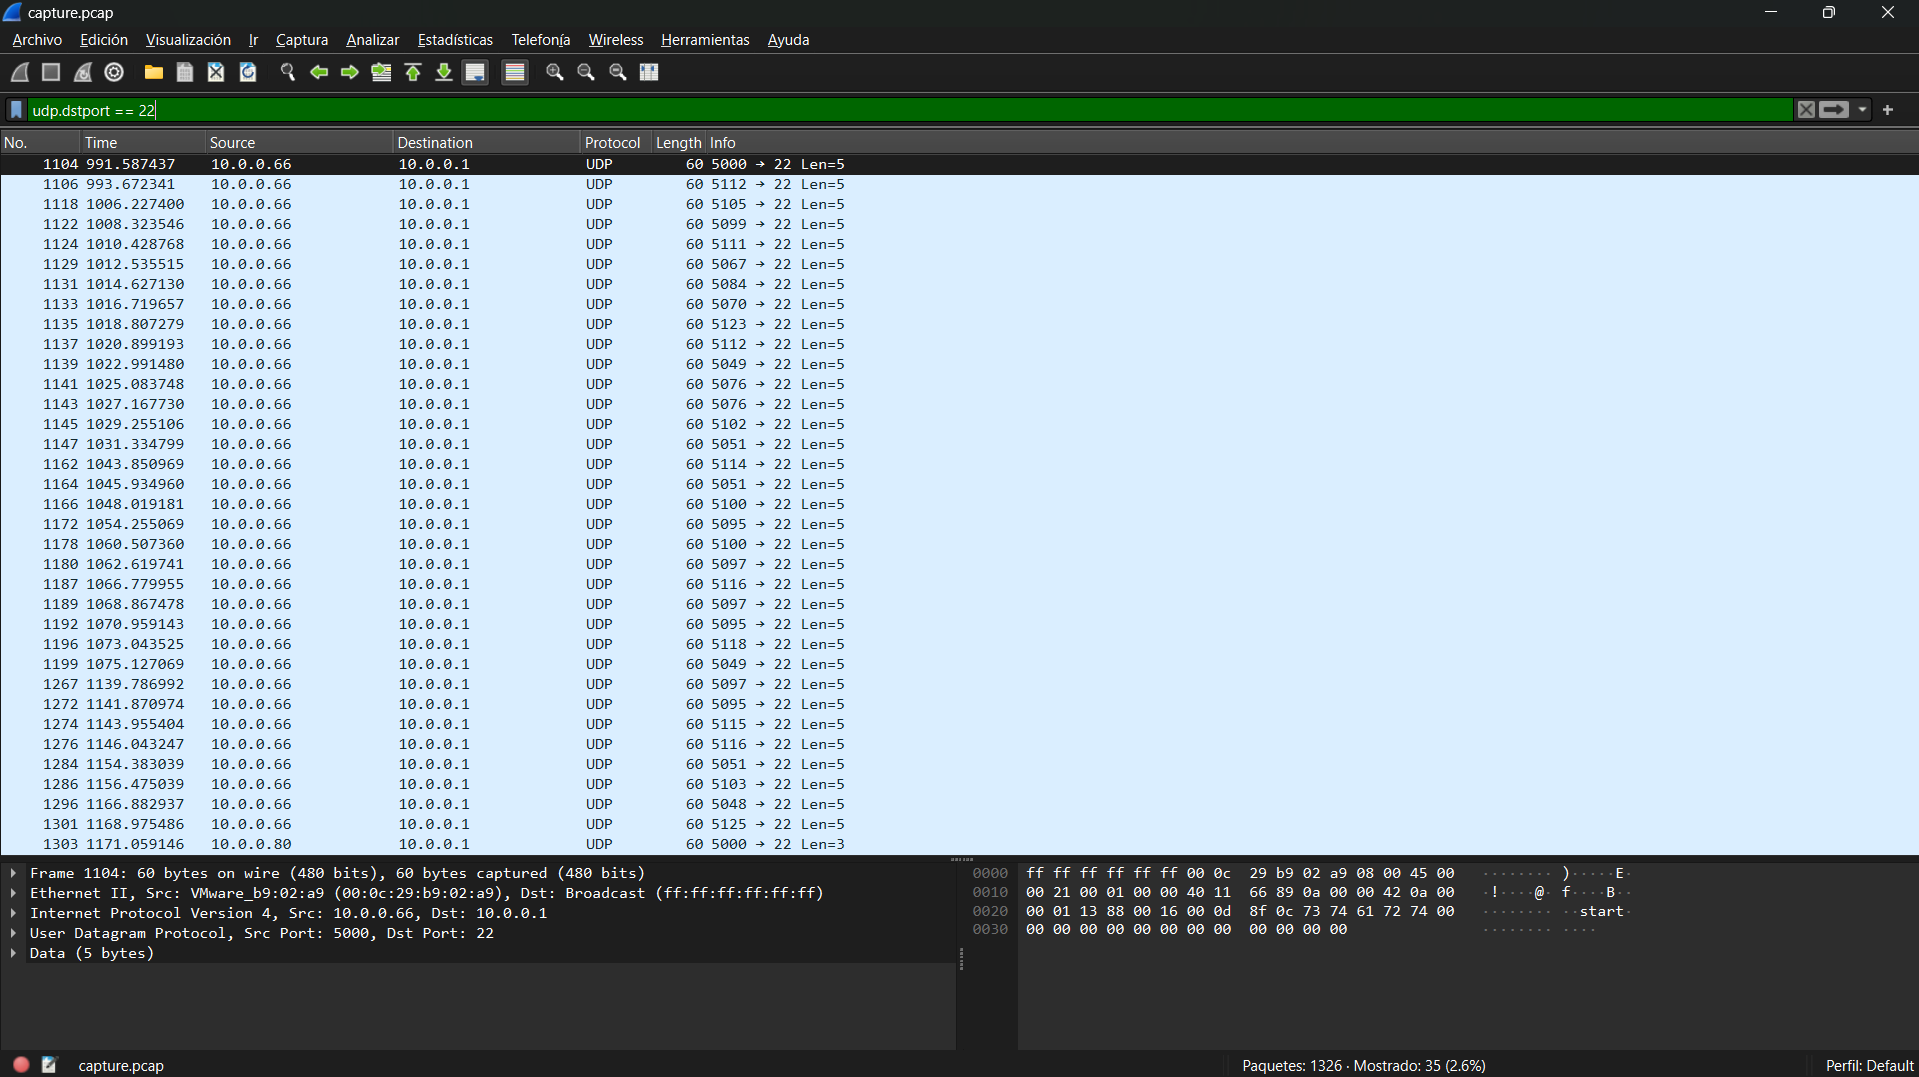 capture.pcap
Archivo Edición Visualización Ir Captura Analizar Estadísticas Telefonía Wireless Herramientas Ayuda
udp.dstport == 22
No. Time Source Destination Protocol Length Info
1104 991.587437 10.0.0.66 10.0.0.1 UDP 60 5000 → 22 Len=5
1106 993.672341 10.0.0.66 10.0.0.1 UDP 60 5112 → 22 Len=5
1118 1006.227400 10.0.0.66 10.0.0.1 UDP 60 5105 → 22 Len=5
1122 1008.323546 10.0.0.66 10.0.0.1 UDP 60 5099 → 22 Len=5
1124 1010.428768 10.0.0.66 10.0.0.1 UDP 60 5111 → 22 Len=5
1129 1012.535515 10.0.0.66 10.0.0.1 UDP 60 5067 → 22 Len=5
1131 1014.627130 10.0.0.66 10.0.0.1 UDP 60 5084 → 22 Len=5
1133 1016.719657 10.0.0.66 10.0.0.1 UDP 60 5070 → 22 Len=5
1135 1018.807279 10.0.0.66 10.0.0.1 UDP 60 5123 → 22 Len=5
1137 1020.899193 10.0.0.66 10.0.0.1 UDP 60 5112 → 22 Len=5
1139 1022.991480 10.0.0.66 10.0.0.1 UDP 60 5049 → 22 Len=5
1141 1025.083748 10.0.0.66 10.0.0.1 UDP 60 5076 → 22 Len=5
1143 1027.167730 10.0.0.66 10.0.0.1 UDP 60 5076 → 22 Len=5
1145 1029.255106 10.0.0.66 10.0.0.1 UDP 60 5102 → 22 Len=5
1147 1031.334799 10.0.0.66 10.0.0.1 UDP 60 5051 → 22 Len=5
1162 1043.850969 10.0.0.66 10.0.0.1 UDP 60 5114 → 22 Len=5
1164 1045.934960 10.0.0.66 10.0.0.1 UDP 60 5051 → 22 Len=5
1166 1048.019181 10.0.0.66 10.0.0.1 UDP 60 5100 → 22 Len=5
1172 1054.255069 10.0.0.66 10.0.0.1 UDP 60 5095 → 22 Len=5
1178 1060.507360 10.0.0.66 10.0.0.1 UDP 60 5100 → 22 Len=5
1180 1062.619741 10.0.0.66 10.0.0.1 UDP 60 5097 → 22 Len=5
1187 1066.779955 10.0.0.66 10.0.0.1 UDP 60 5116 → 22 Len=5
1189 1068.867478 10.0.0.66 10.0.0.1 UDP 60 5097 → 22 Len=5
1192 1070.959143 10.0.0.66 10.0.0.1 UDP 60 5095 → 22 Len=5
1196 1073.043525 10.0.0.66 10.0.0.1 UDP 60 5118 → 22 Len=5
1199 1075.127069 10.0.0.66 10.0.0.1 UDP 60 5049 → 22 Len=5
1267 1139.786992 10.0.0.66 10.0.0.1 UDP 60 5097 → 22 Len=5
1272 1141.870974 10.0.0.66 10.0.0.1 UDP 60 5095 → 22 Len=5
1274 1143.955404 10.0.0.66 10.0.0.1 UDP 60 5115 → 22 Len=5
1276 1146.043247 10.0.0.66 10.0.0.1 UDP 60 5116 → 22 Len=5
1284 1154.383039 10.0.0.66 10.0.0.1 UDP 60 5051 → 22 Len=5
1286 1156.475039 10.0.0.66 10.0.0.1 UDP 60 5103 → 22 Len=5
1296 1166.882937 10.0.0.66 10.0.0.1 UDP 60 5048 → 22 Len=5
1301 1168.975486 10.0.0.66 10.0.0.1 UDP 60 5125 → 22 Len=5
1303 1171.059146 10.0.0.80 10.0.0.1 UDP 60 5000 → 22 Len=3
Frame 1104: 60 bytes on wire (480 bits), 60 bytes captured (480 bits)
Ethernet II, Src: VMware_b9:02:a9 (00:0c:29:b9:02:a9), Dst: Broadcast (ff:ff:ff:ff:ff:ff)
Internet Protocol Version 4, Src: 10.0.0.66, Dst: 10.0.0.1
User Datagram Protocol, Src Port: 5000, Dst Port: 22
Data (5 bytes)
0000 ff ff ff ff ff ff 00 0c 29 b9 02 a9 08 00 45 00 ········ )·····E·
0010 00 21 00 01 00 00 40 11 66 89 0a 00 00 42 0a 00 ·!····@· f····B··
0020 00 01 13 88 00 16 00 0d 8f 0c 73 74 61 72 74 00 ········ ··start·
0030 00 00 00 00 00 00 00 00 00 00 00 00 ········ ····
capture.pcap
Paquetes: 1326 · Mostrado: 35 (2.6%)
Perfil: Default